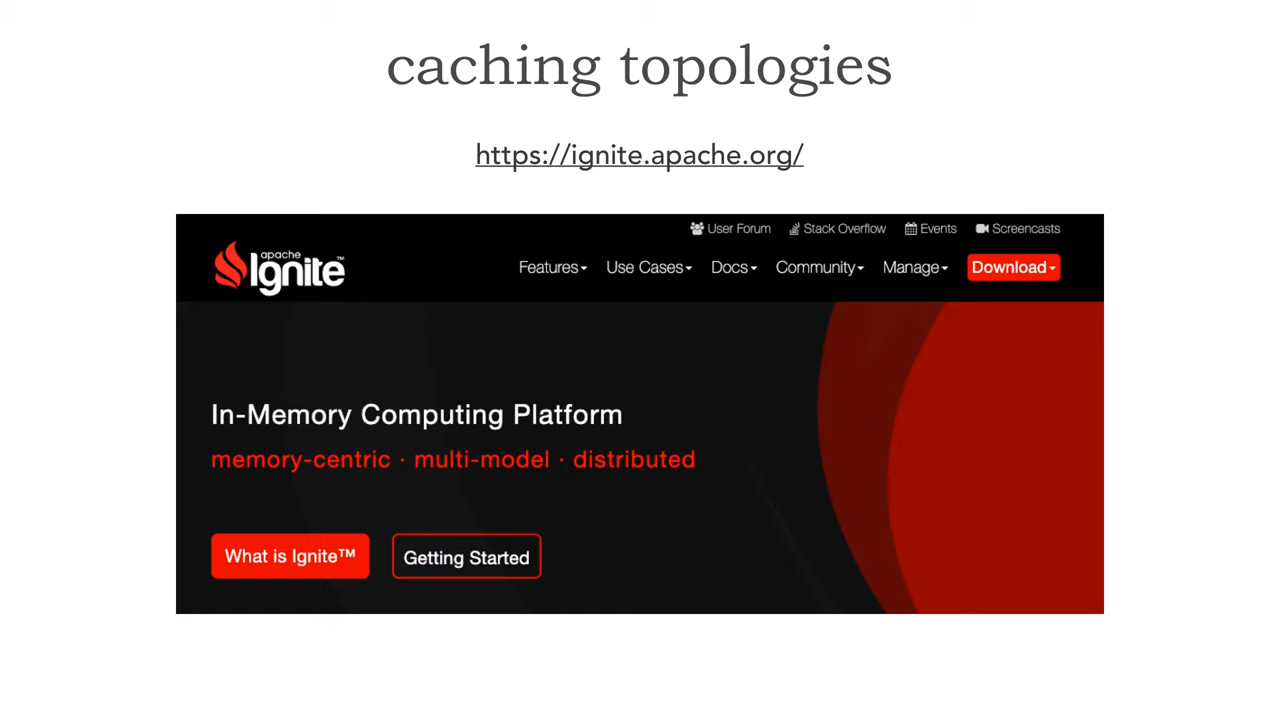 caching topologies
https://ignite.apache.org/
User Forum Stack Overflow Events Screencasts
apache
Ignite™
Features Use Cases Docs Community Manage Download
In-Memory Computing Platform
memory-centric · multi-model · distributed
What is Ignite™ Getting Started